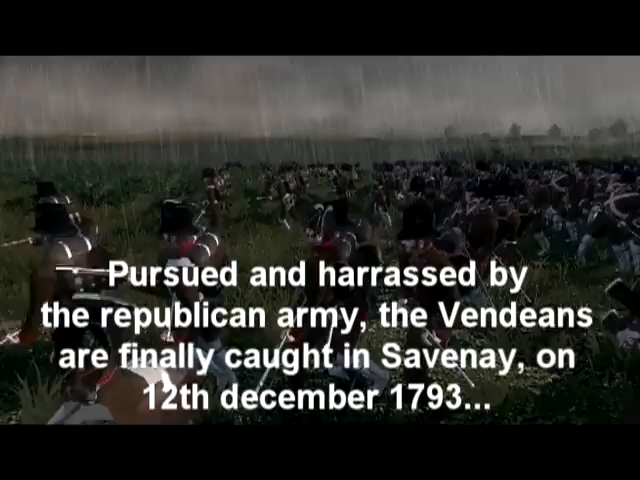 Pursued and harrassed by
the republican army, the Vendeans
are finally caught in Savenay, on
12th december 1793...